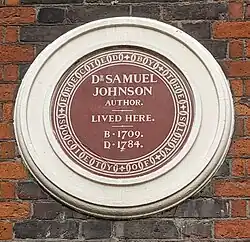 DR SAMUEL
JOHNSON
AUTHOR.
LIVED HERE.
B·1709.
D·1784.